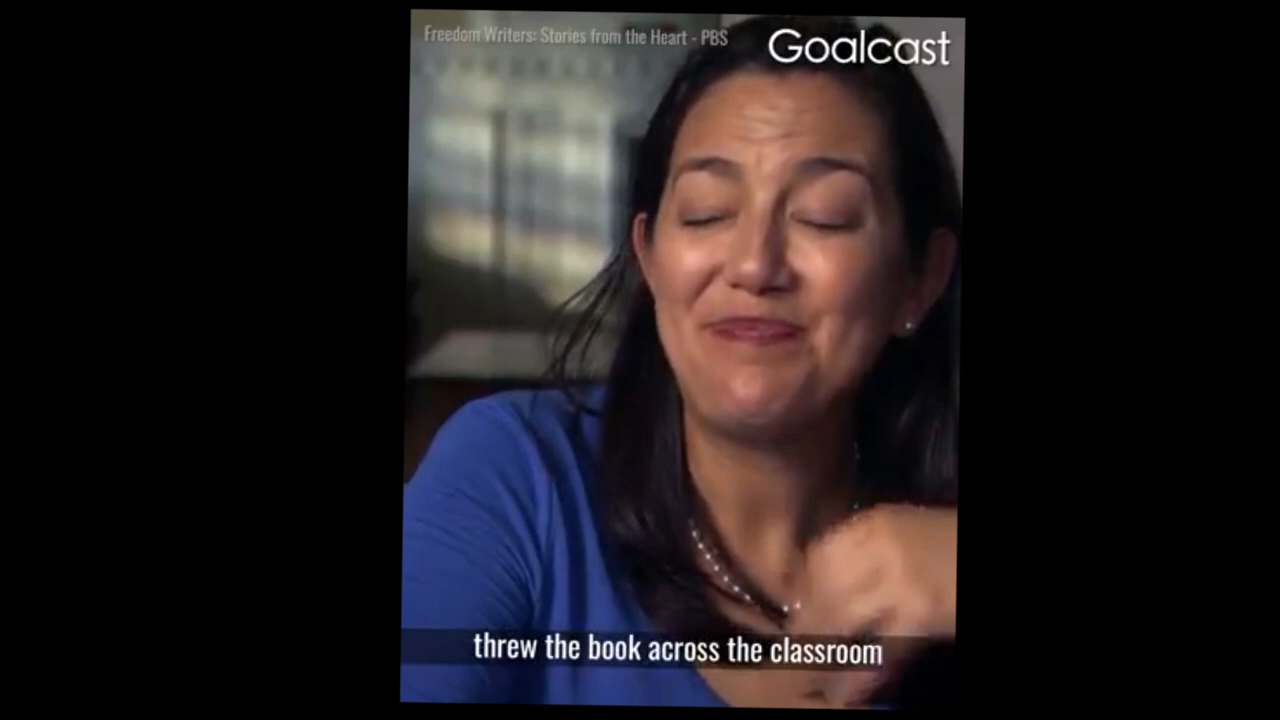 Freedom Writers: Stories from the Heart - PBS
Goalcast
threw the book across the classroom